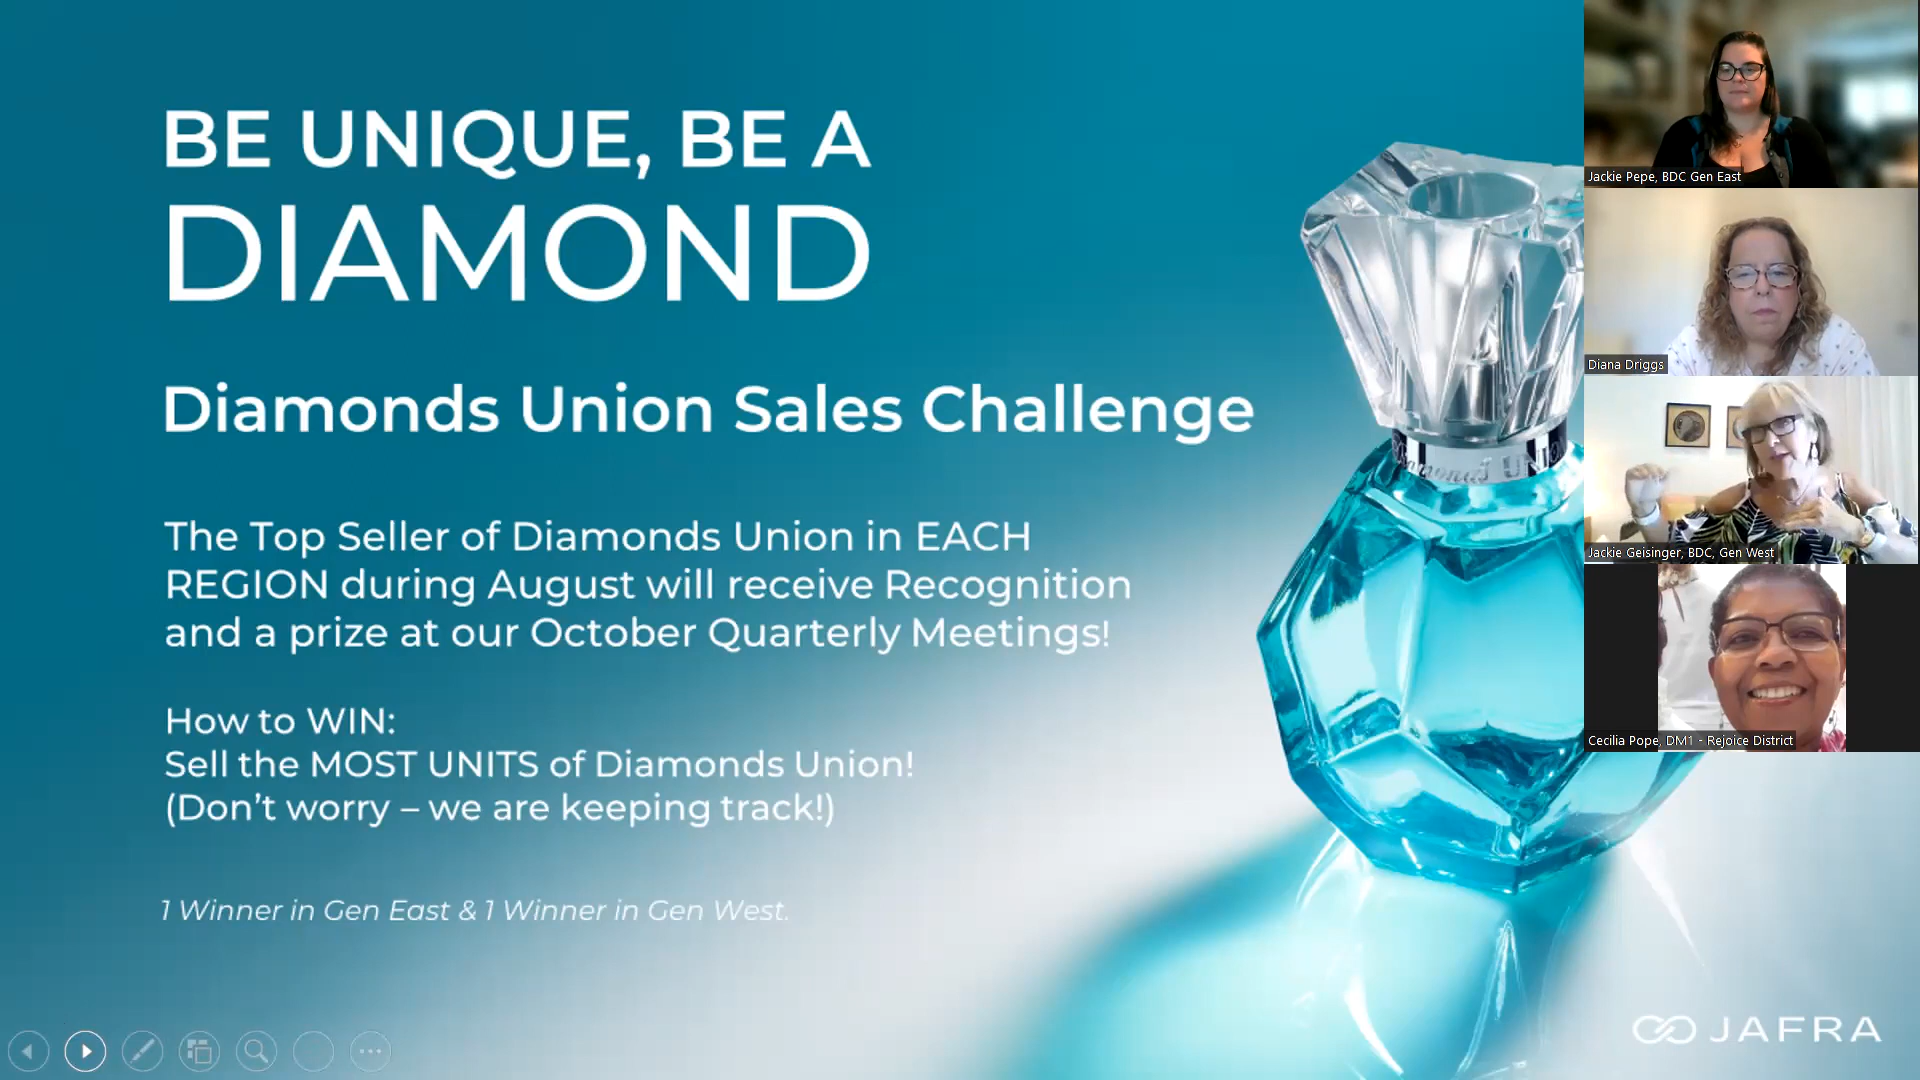 BE UNIQUE, BE A
DIAMOND
Diamonds Union Sales Challenge
The Top Seller of Diamonds Union in EACH
REGION during August will receive Recognition
and a prize at our October Quarterly Meetings!
How to WIN:
Sell the MOST UNITS of Diamonds Union!
(Don’t worry – we are keeping track!)
1 Winner in Gen East & 1 Winner in Gen West.
Jackie Pepe, BDC Gen East
Diana Driggs
Jackie Geisinger, BDC, Gen West
Cecilia Pope, DM1 - Rejoice District
JAFRA